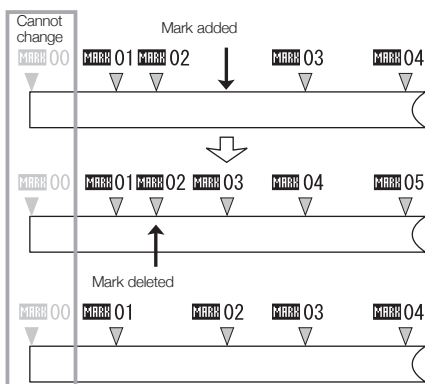 Cannot
change
Mark added
MARK 00 MARK 01 MARK 02 MARK 03 MARK 04
MARK 00 MARK 01 MARK 02 MARK 03 MARK 04 MARK 05
Mark deleted
MARK 00 MARK 01 MARK 02 MARK 03 MARK 04